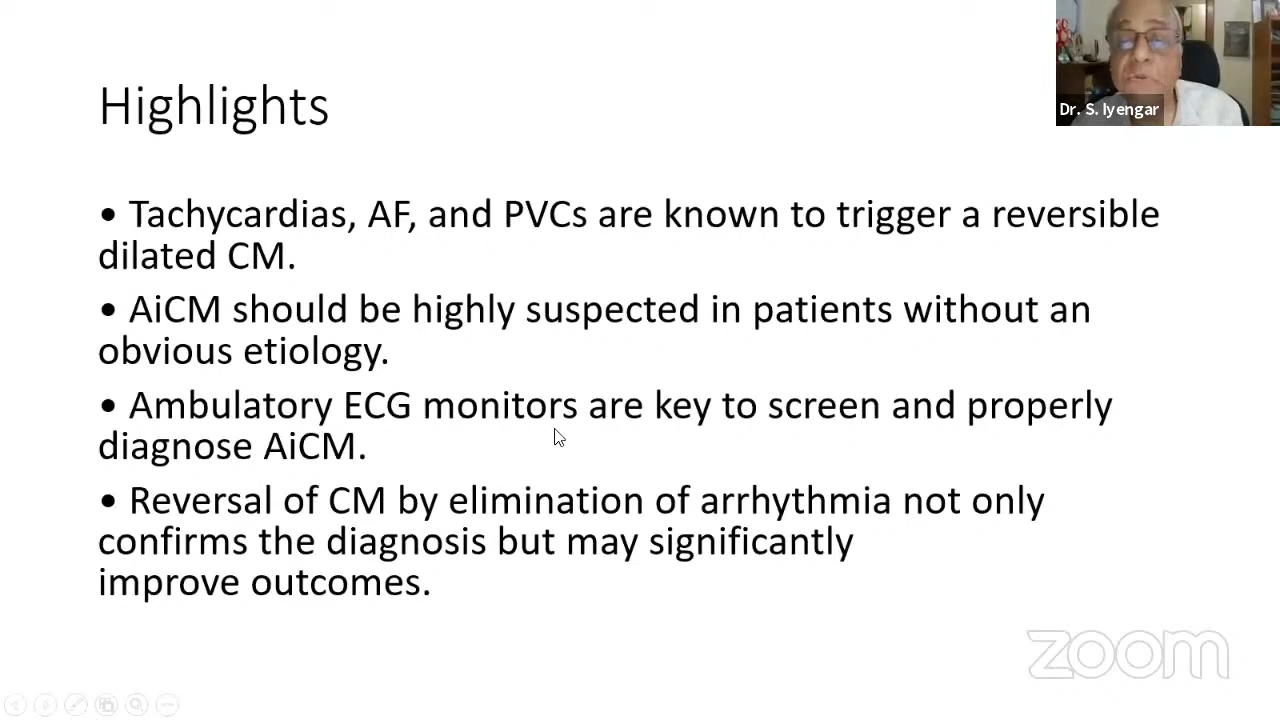 Dr. S. Iyengar
Highlights
• Tachycardias, AF, and PVCs are known to trigger a reversible
dilated CM.
• AiCM should be highly suspected in patients without an
obvious etiology.
• Ambulatory ECG monitors are key to screen and properly
diagnose AiCM.
• Reversal of CM by elimination of arrhythmia not only
confirms the diagnosis but may significantly
improve outcomes.
zoom